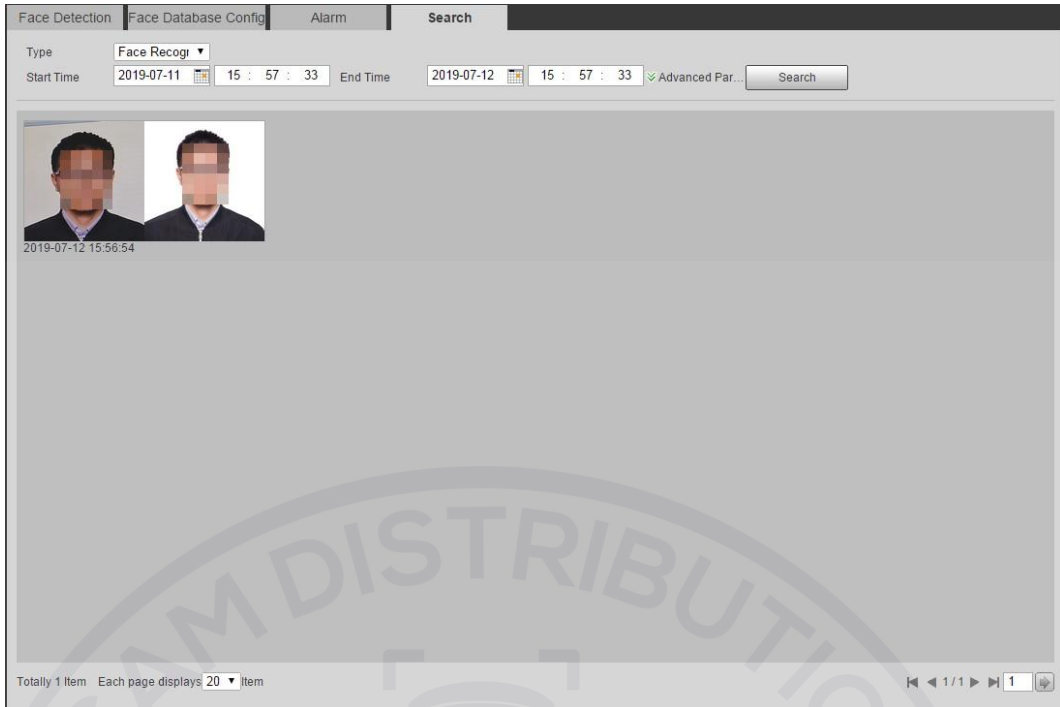 Face Detection Face Database Config Alarm Search
Type Face Recogr
Start Time 2019-07-11 15 : 57 : 33 End Time 2019-07-12 15 : 57 : 33 Advanced Par... Search
2019-07-12 15:56:54
AM DISTRIBUTIO
Totally 1 Item Each page displays 20 Item 1 / 1 1